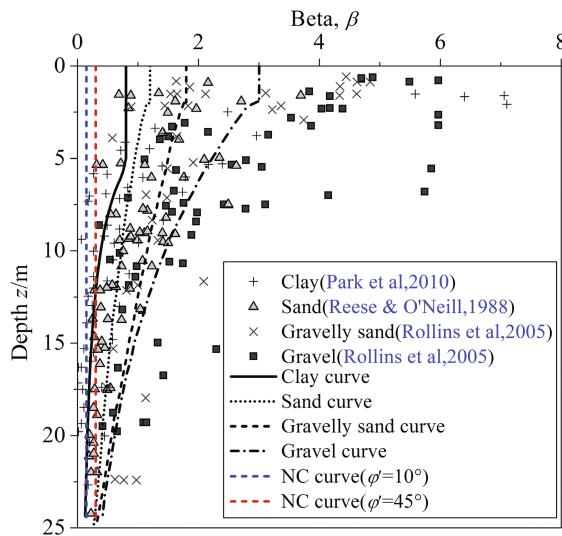 Beta, β
0 2 4 6 8
Depth z/m
0
5
10
15
20
25
Clay(Park et al,2010)
Sand(Reese & O'Neill,1988)
Gravelly sand(Rollins et al,2005)
Gravel(Rollins et al,2005)
Clay curve
Sand curve
Gravelly sand curve
Gravel curve
NC curve(φ'=10°)
NC curve(φ'=45°)